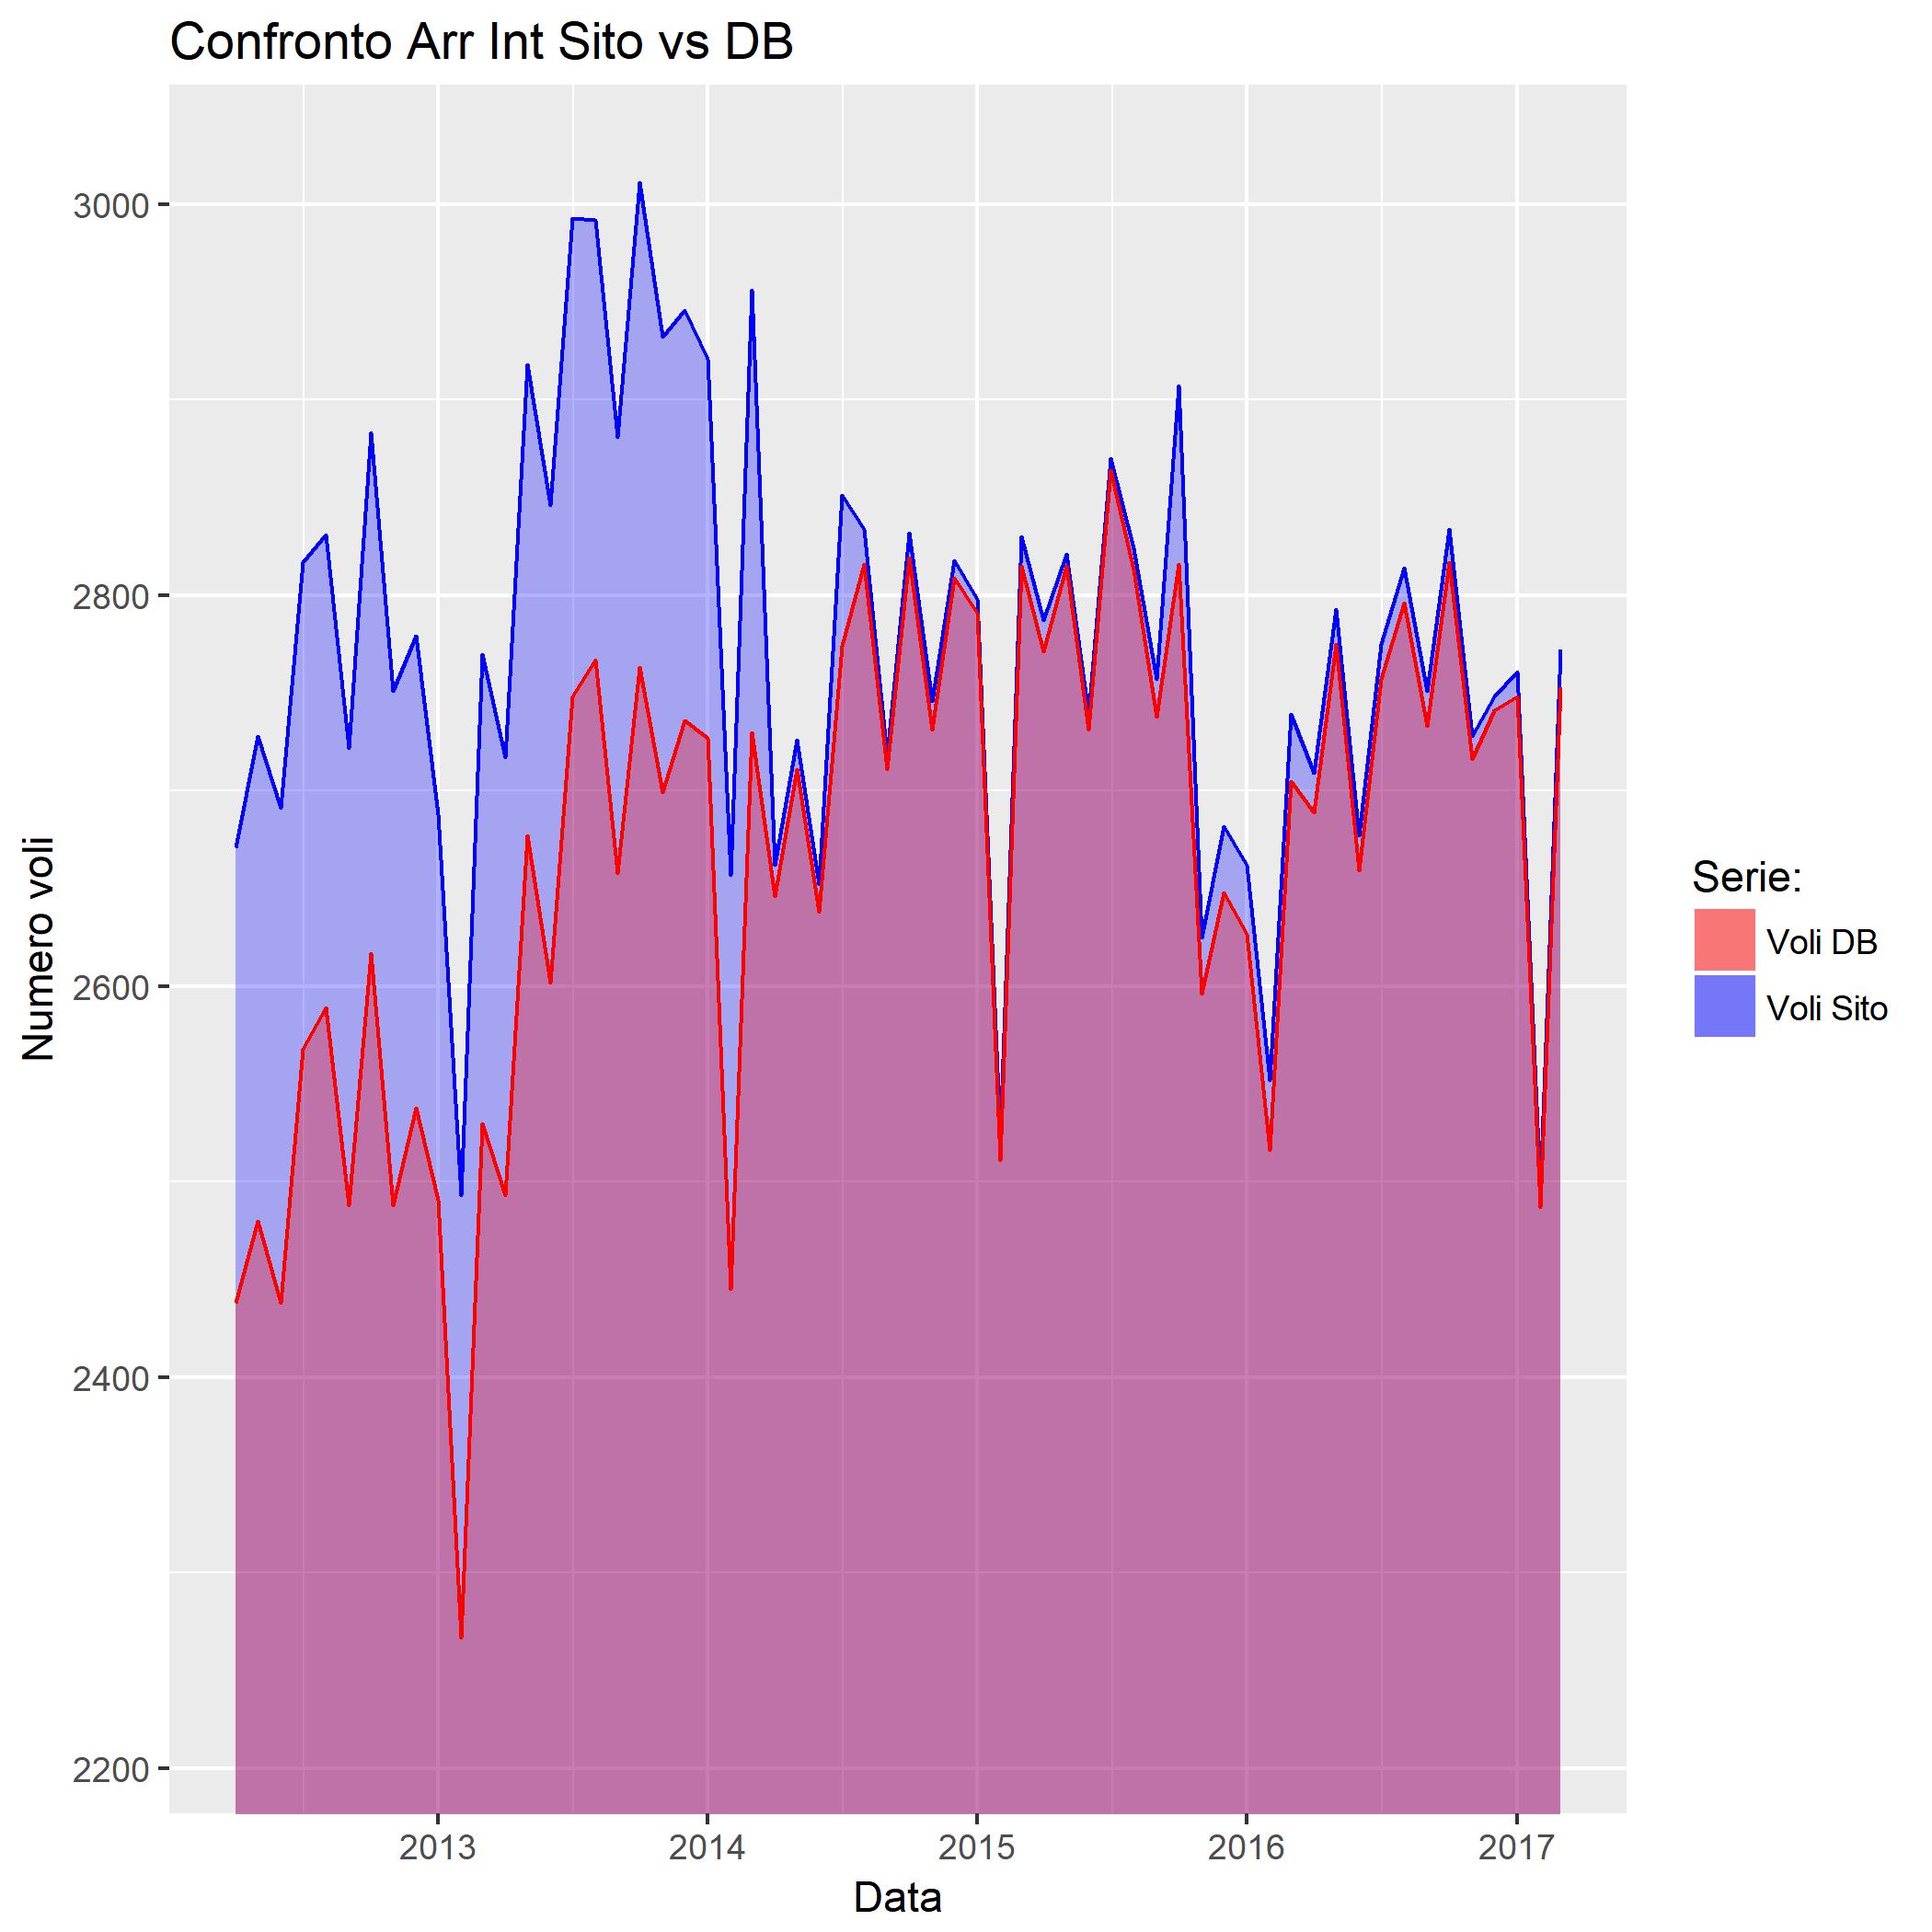 Confronto Arr Int Sito vs DB
3000
2800
2600
2400
2200
Numero voli
2013
2014
2015
2016
2017
Data
Serie:
Voli DB
Voli Sito